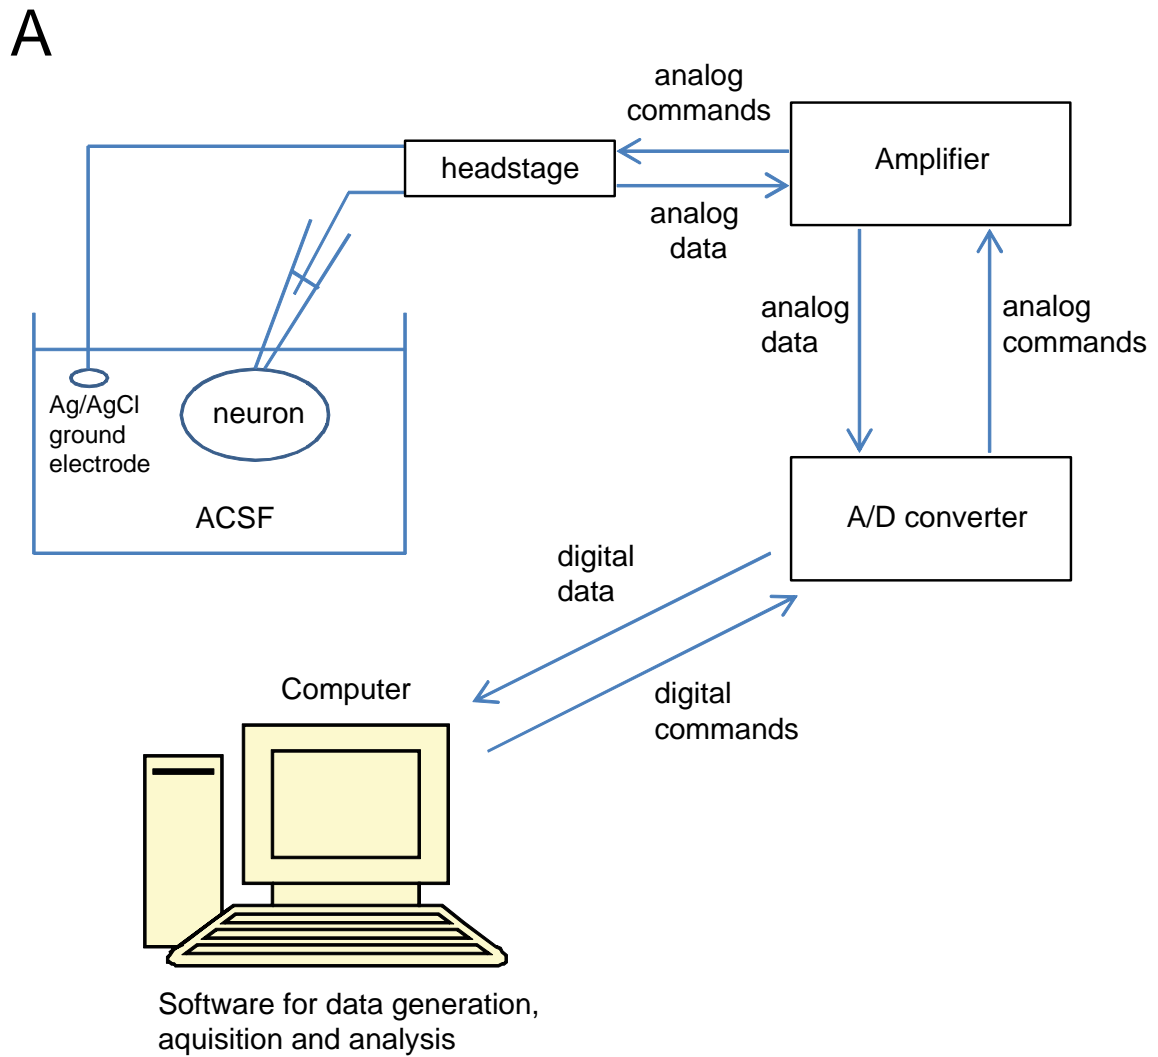 A
analog
commands
headstage
Amplifier
analog
data
analog
data
analog
commands
Ag/AgCl
ground
electrode
neuron
ACSF
A/D converter
digital
data
digital
commands
Computer
Software for data generation,
aquisition and analysis